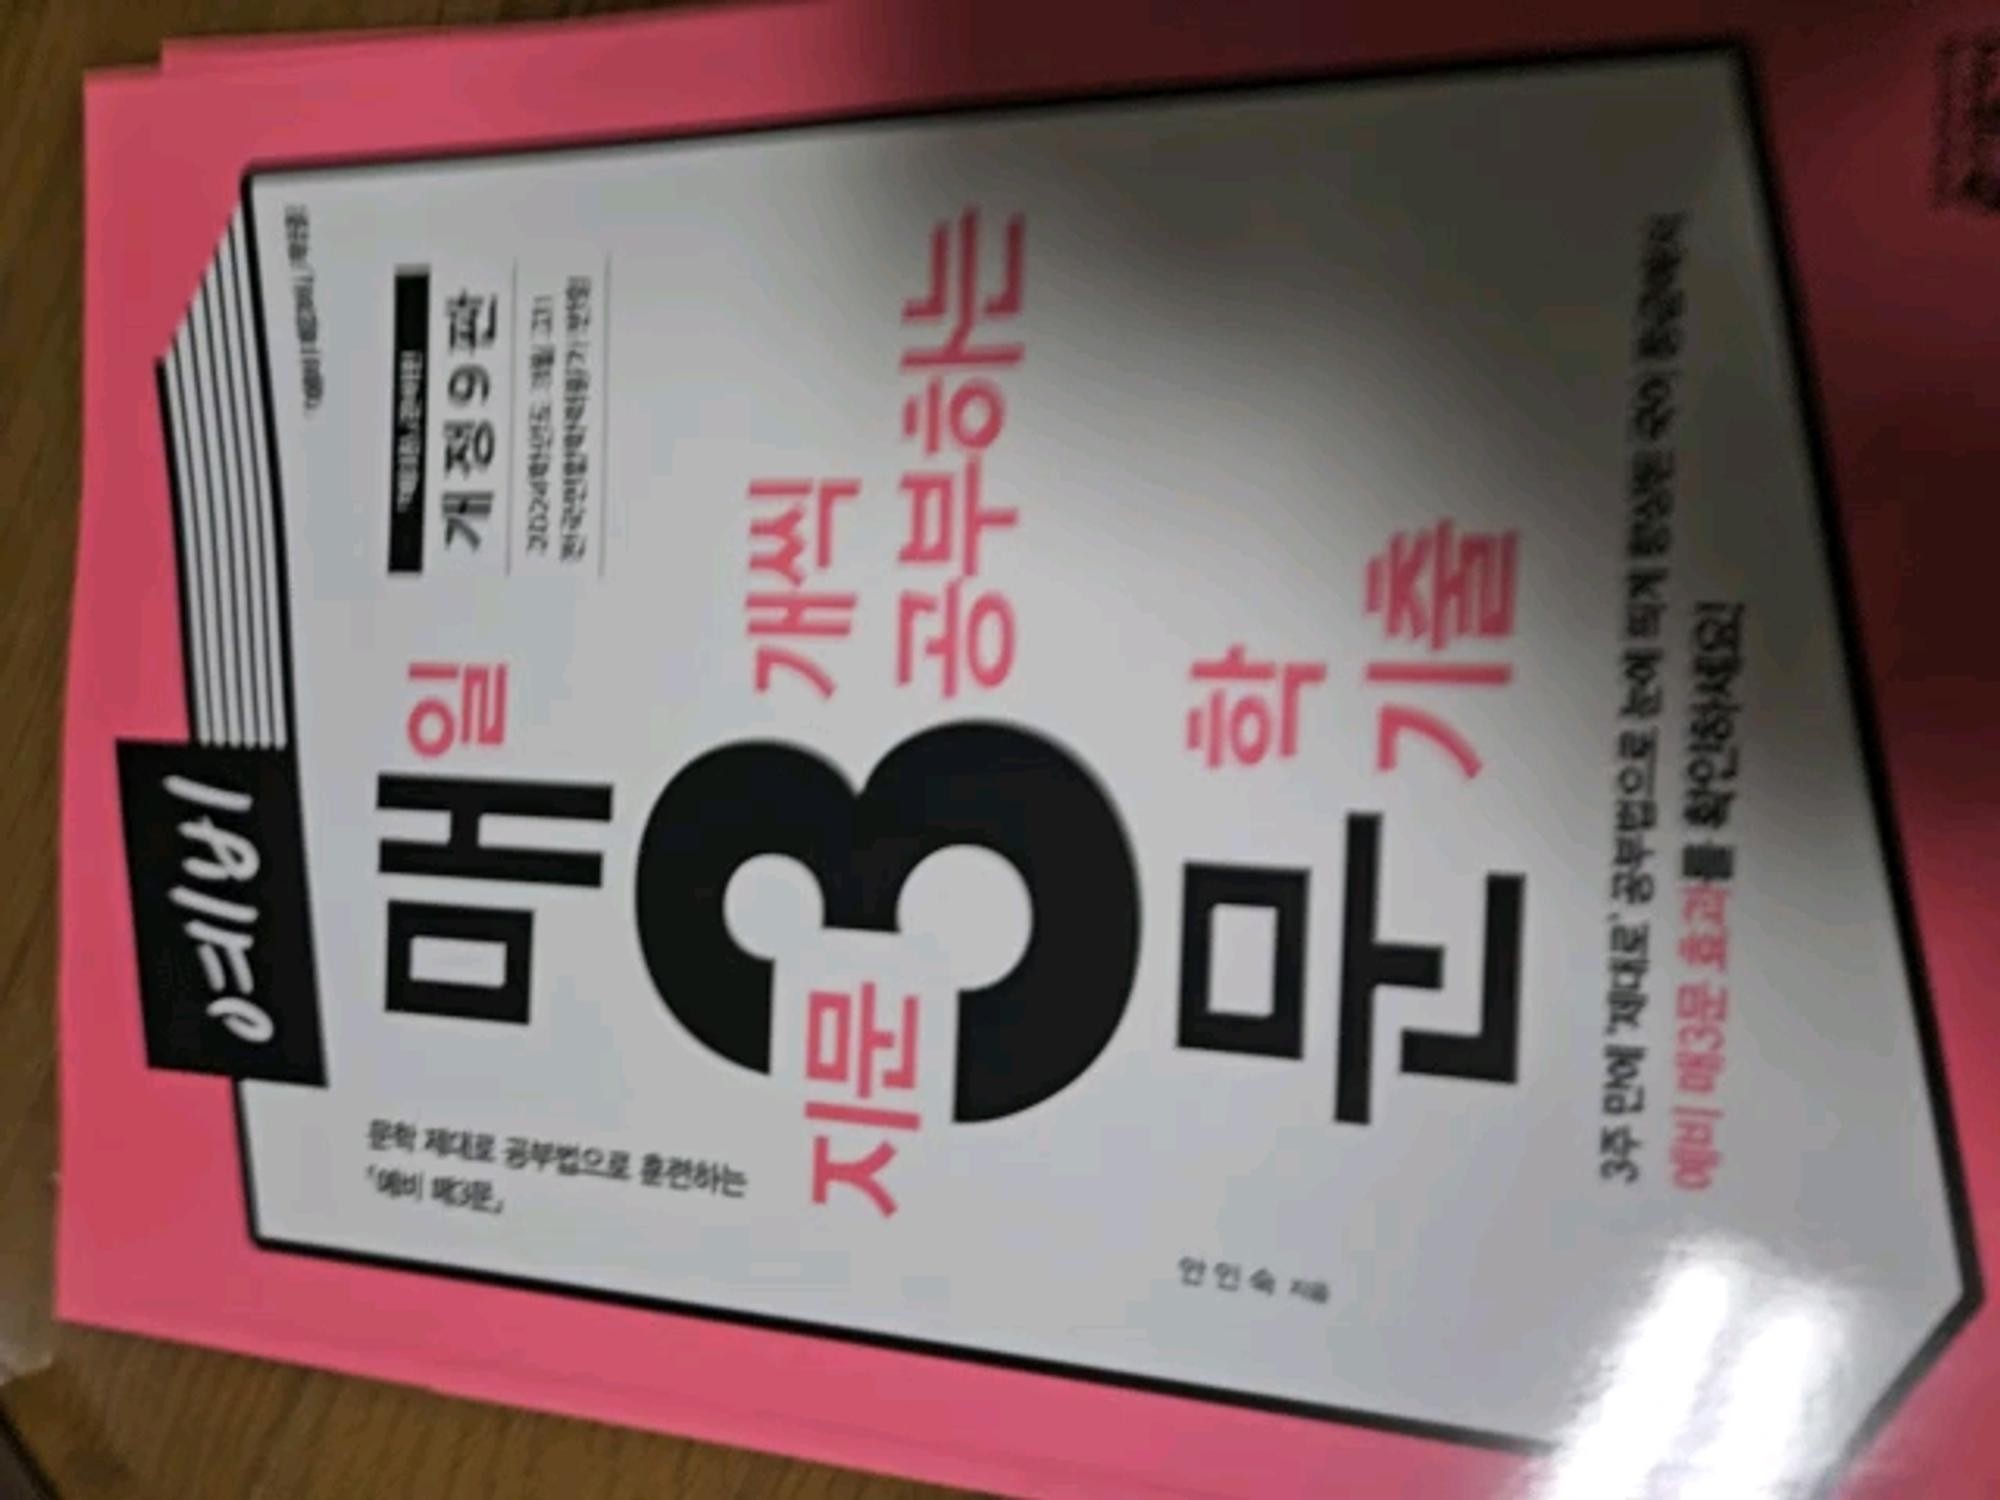 예비
개정 9판
2024학년도 3월 고1
전국연합학력평가 반영
문학 제대로 공부법으로 훈련하는
「예비 매3문」
매일
지문 3 개씩
공부하는
문학
기출
안인숙 지음
3주 만에 '제대로' 공부법으로 눈에 띄게 향상된 국어 등급까지
예비 매3문 효과를 확인하세요!